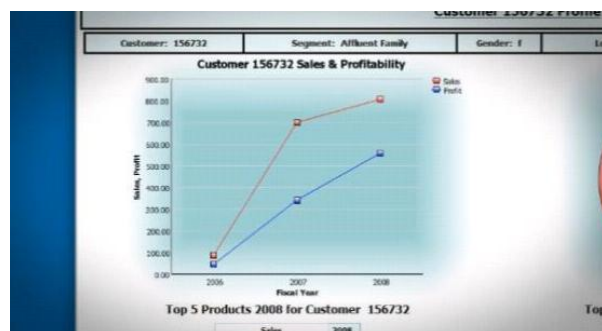 Customer 156732 Profile
Customer: 156732 Segment: Affluent Family Gender: F
Customer 156732 Sales & Profitability
Sales
Profit
900.00
800.00
700.00
600.00
500.00
400.00
300.00
200.00
100.00
0.00
Sales, Profit
2006 2007 2008
Fiscal Year
Top 5 Products 2008 for Customer 156732
Top
Sales 2008